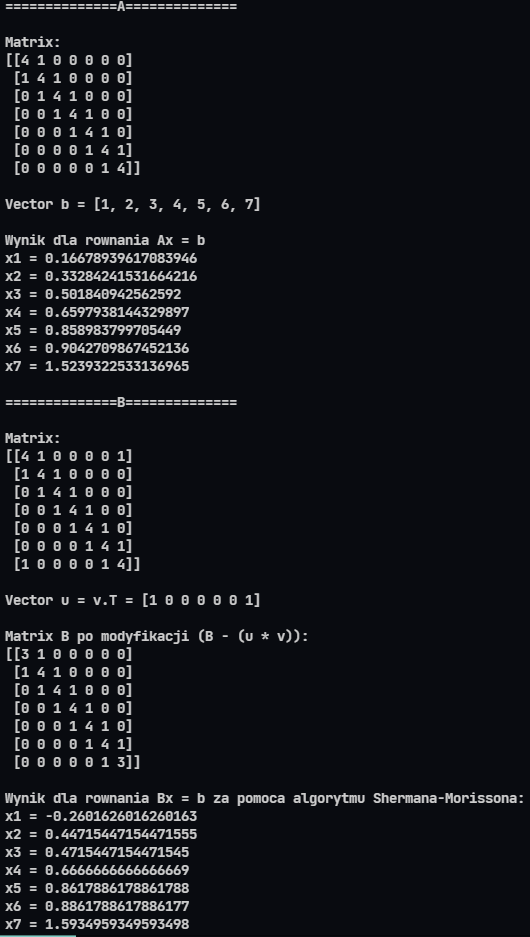 ==============A==============
Matrix:
[[4 1 0 0 0 0 0]
[1 4 1 0 0 0 0]
[0 1 4 1 0 0 0]
[0 0 1 4 1 0 0]
[0 0 0 1 4 1 0]
[0 0 0 0 1 4 1]
[0 0 0 0 0 1 4]]
Vector b = [1, 2, 3, 4, 5, 6, 7]
Wynik dla rownania Ax = b
x1 = 0.16678939617083946
x2 = 0.33284241531664216
x3 = 0.501840942562592
x4 = 0.6597938144329897
x5 = 0.858983799705449
x6 = 0.9042709867452136
x7 = 1.5239322533136965
==============B==============
Matrix:
[[4 1 0 0 0 0 1]
[1 4 1 0 0 0 0]
[0 1 4 1 0 0 0]
[0 0 1 4 1 0 0]
[0 0 0 1 4 1 0]
[0 0 0 0 1 4 1]
[1 0 0 0 0 1 4]]
Vector u = v.T = [1 0 0 0 0 0 1]
Matrix B po modyfikacji (B - (u * v)):
[[3 1 0 0 0 0 0]
[1 4 1 0 0 0 0]
[0 1 4 1 0 0 0]
[0 0 1 4 1 0 0]
[0 0 0 1 4 1 0]
[0 0 0 0 1 4 1]
[0 0 0 0 0 1 3]]
Wynik dla rownania Bx = b za pomoca algorytmu Shermana-Morissona:
x1 = -0.2601626016260163
x2 = 0.44715447154471555
x3 = 0.4715447154471545
x4 = 0.6666666666666669
x5 = 0.8617886178861788
x6 = 0.8861788617886177
x7 = 1.5934959349593498